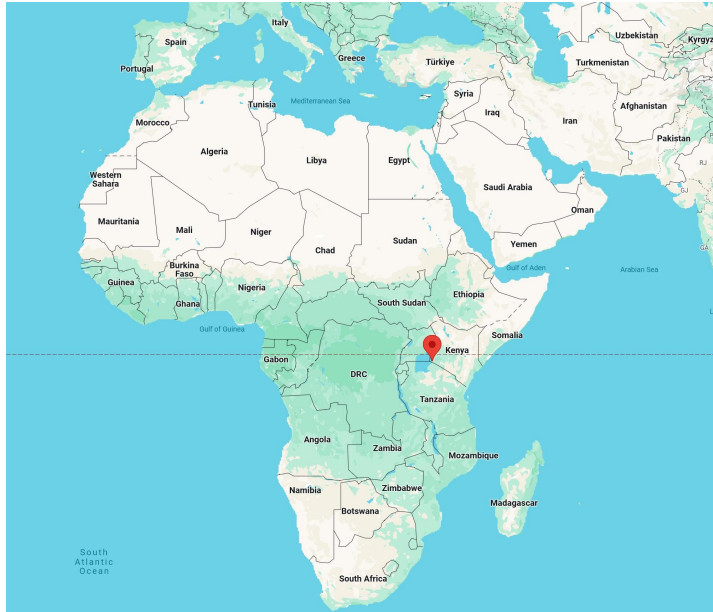 Italy
Spain
Portugal
Greece
Türkiye
Uzbekistan
Kyrgyz
Turkmenistan
Syria
Iraq
Iran
Afghanistan
Pakistan
Tunisia
Mediterranean Sea
Morocco
Algeria
Libya
Egypt
Western
Sahara
Saudi Arabia
RJ
GJ
Oman
Mauritania
Mali
Niger
Chad
Sudan
Yemen
Burkina
Faso
Gulf of Aden
Arabian Sea
Guinea
Ghana
Nigeria
South Sudan
Ethiopia
Gulf of Guinea
Somalia
Kenya
Gabon
DRC
Tanzania
Angola
Zambia
Mozambique
Namibia
Zimbabwe
Botswana
Madagascar
South
Atlantic
Ocean
South Africa